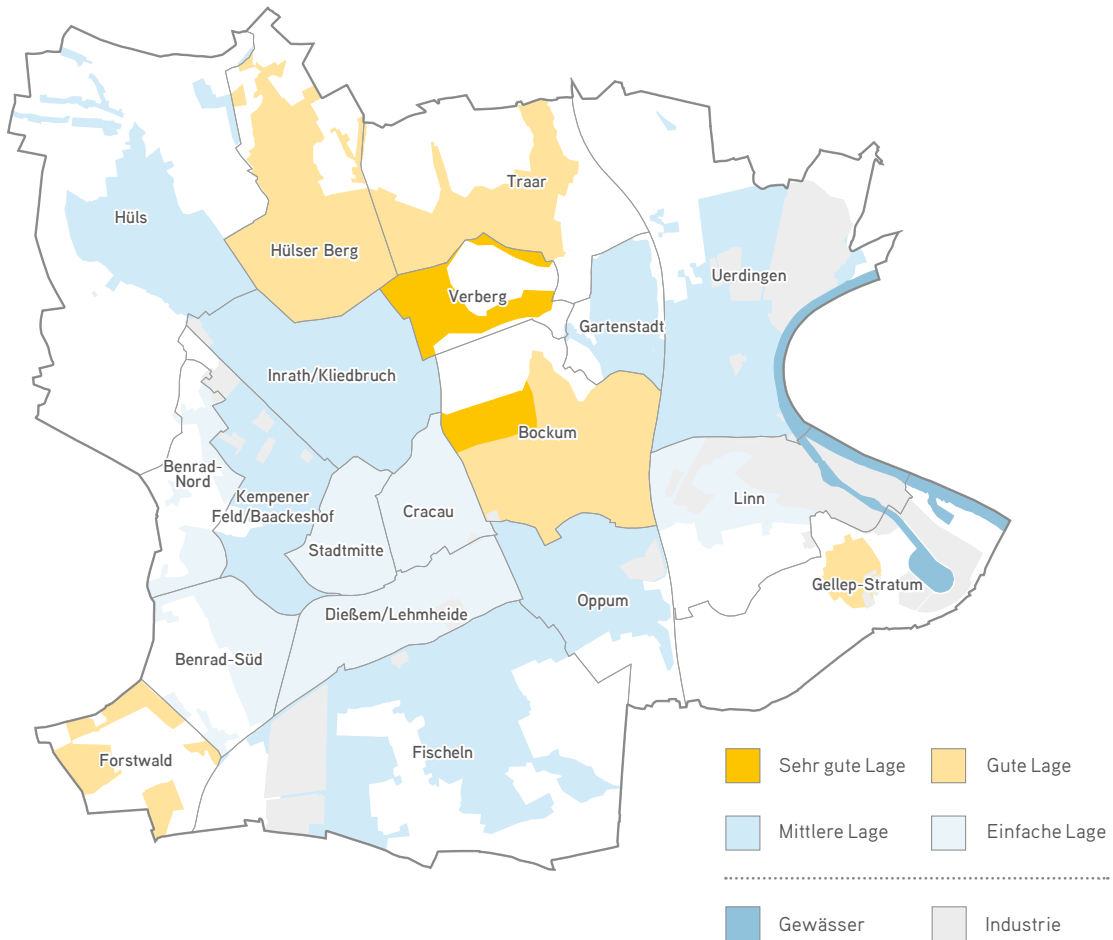 Traar
Hüls
Hülser Berg
Uerdingen
Verberg
Gartenstadt
Inrath/Kliedbruch
Bockum
Benrad-
Nord
Kempener
Feld/Baackeshof
Linn
Cracau
Stadtmitte
Gellep-Stratum
Oppum
Dießem/Lehmheide
Benrad-Süd
Fischeln
Forstwald
Sehr gute Lage
Gute Lage
Mittlere Lage
Einfache Lage
Gewässer
Industrie